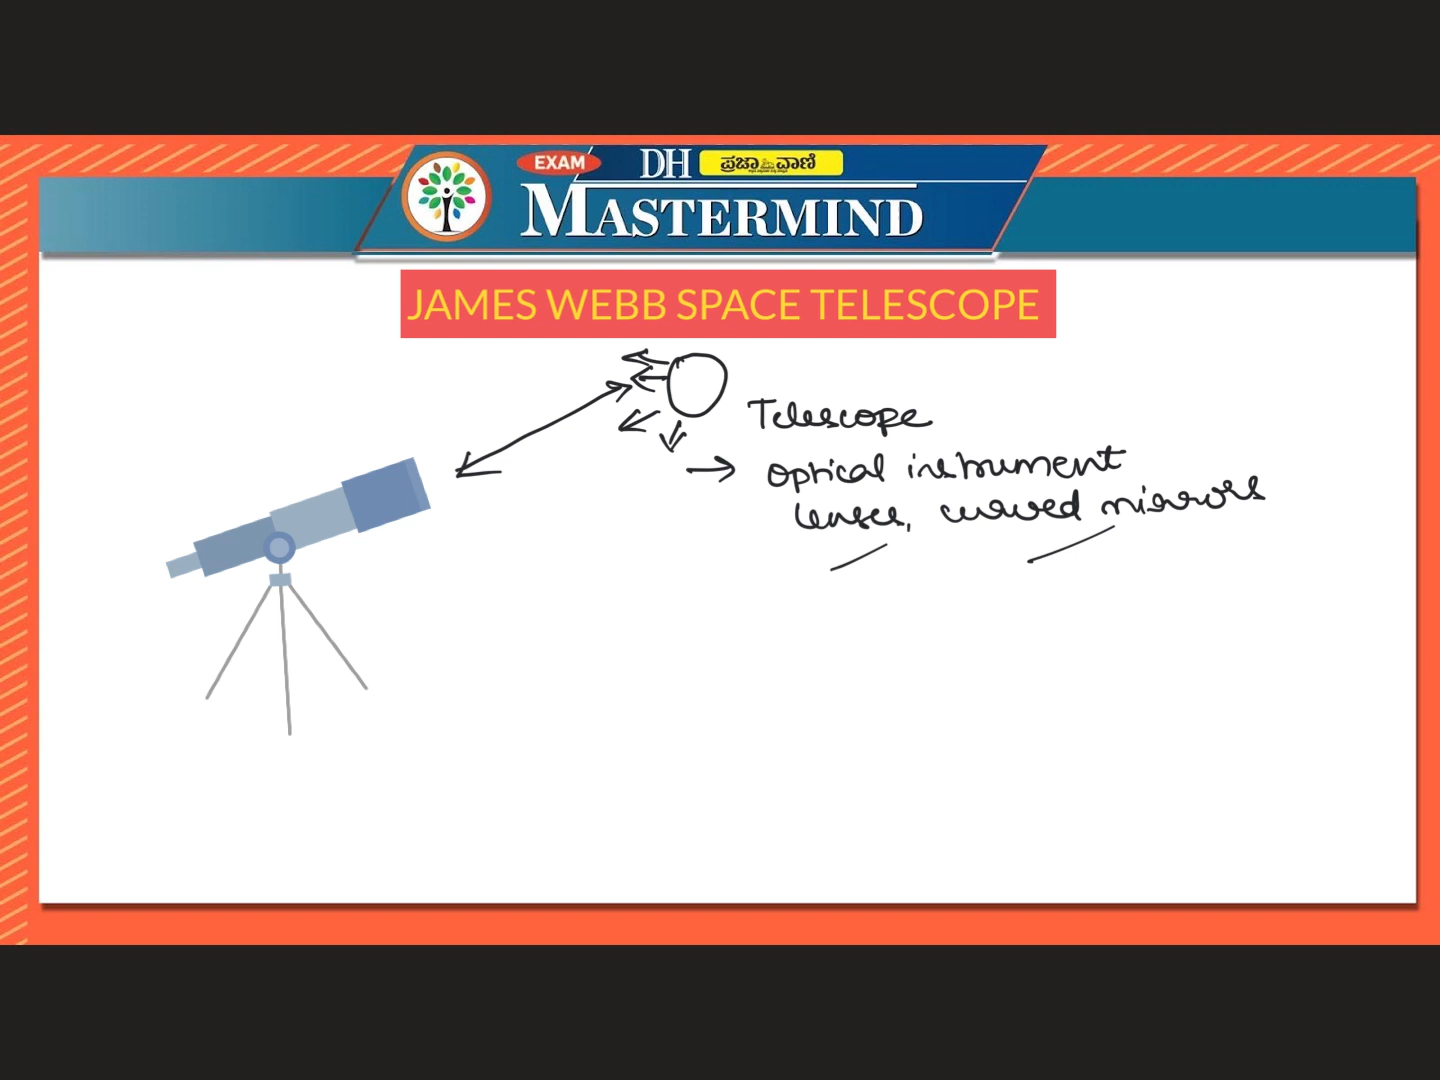 EXAM DH ಪ್ರಜಾವಾಣಿ
MASTERMIND
JAMES WEBB SPACE TELESCOPE
Telescope
→ optical instrument
lenses, curved mirrors